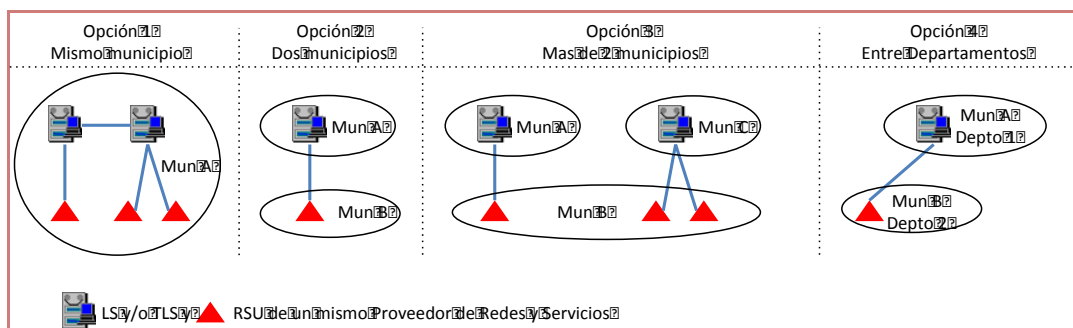 Opción 1
Mismo municipio
Opción 2
Dos municipios
Opción 3
Mas de 2 municipios
Opción 4
Entre Departamentos
Mun A
Mun A
Mun B
Mun A
Mun C
Mun B
Mun A
Depto 1
Mun B
Depto 2
LS y/o TLS y RSU de un mismo Proveedor de Redes y Servicios